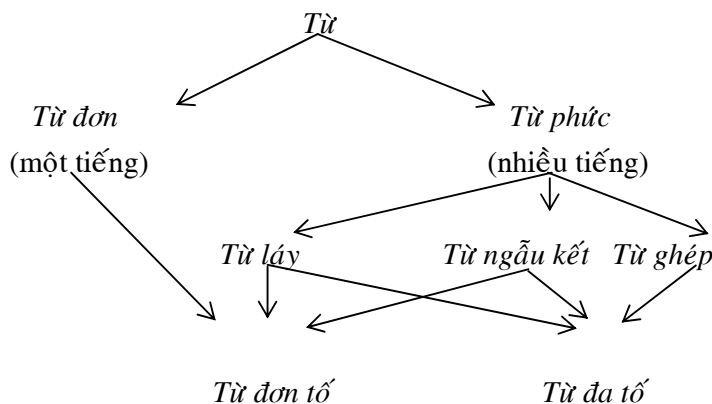 Từ
Từ đơn Từ phức
(một tiếng) (nhiều tiếng)
Từ láy Từ ngẫu kết Từ ghép
Từ đơn tố Từ đa tố